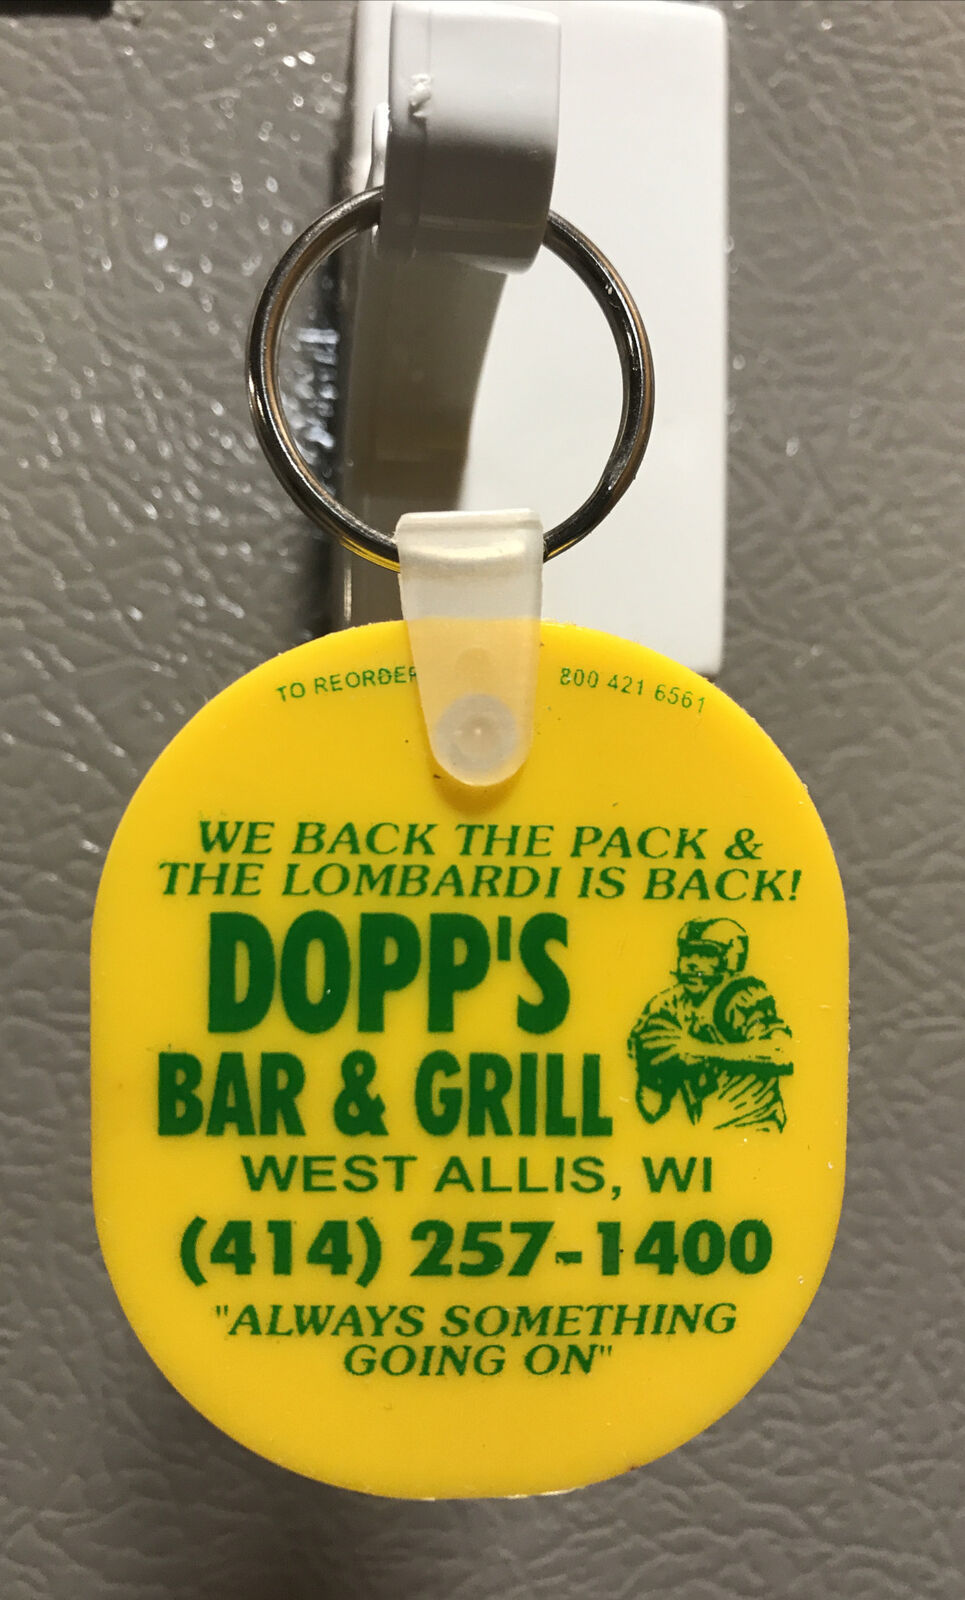 TO REORDER 800 421 6561
WE BACK THE PACK &
THE LOMBARDI IS BACK!
DOPP'S
BAR & GRILL
WEST ALLIS, WI
(414) 257-1400
"ALWAYS SOMETHING
GOING ON"